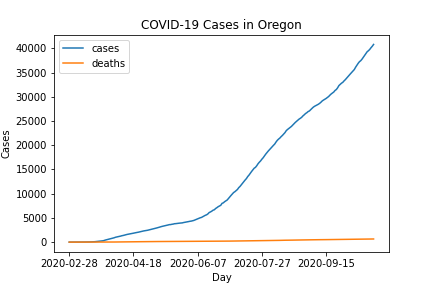 COVID-19 Cases in Oregon
cases
deaths
40000
35000
30000
25000
20000
15000
10000
5000
0
Cases
2020-02-28 2020-04-18 2020-06-07 2020-07-27 2020-09-15
Day